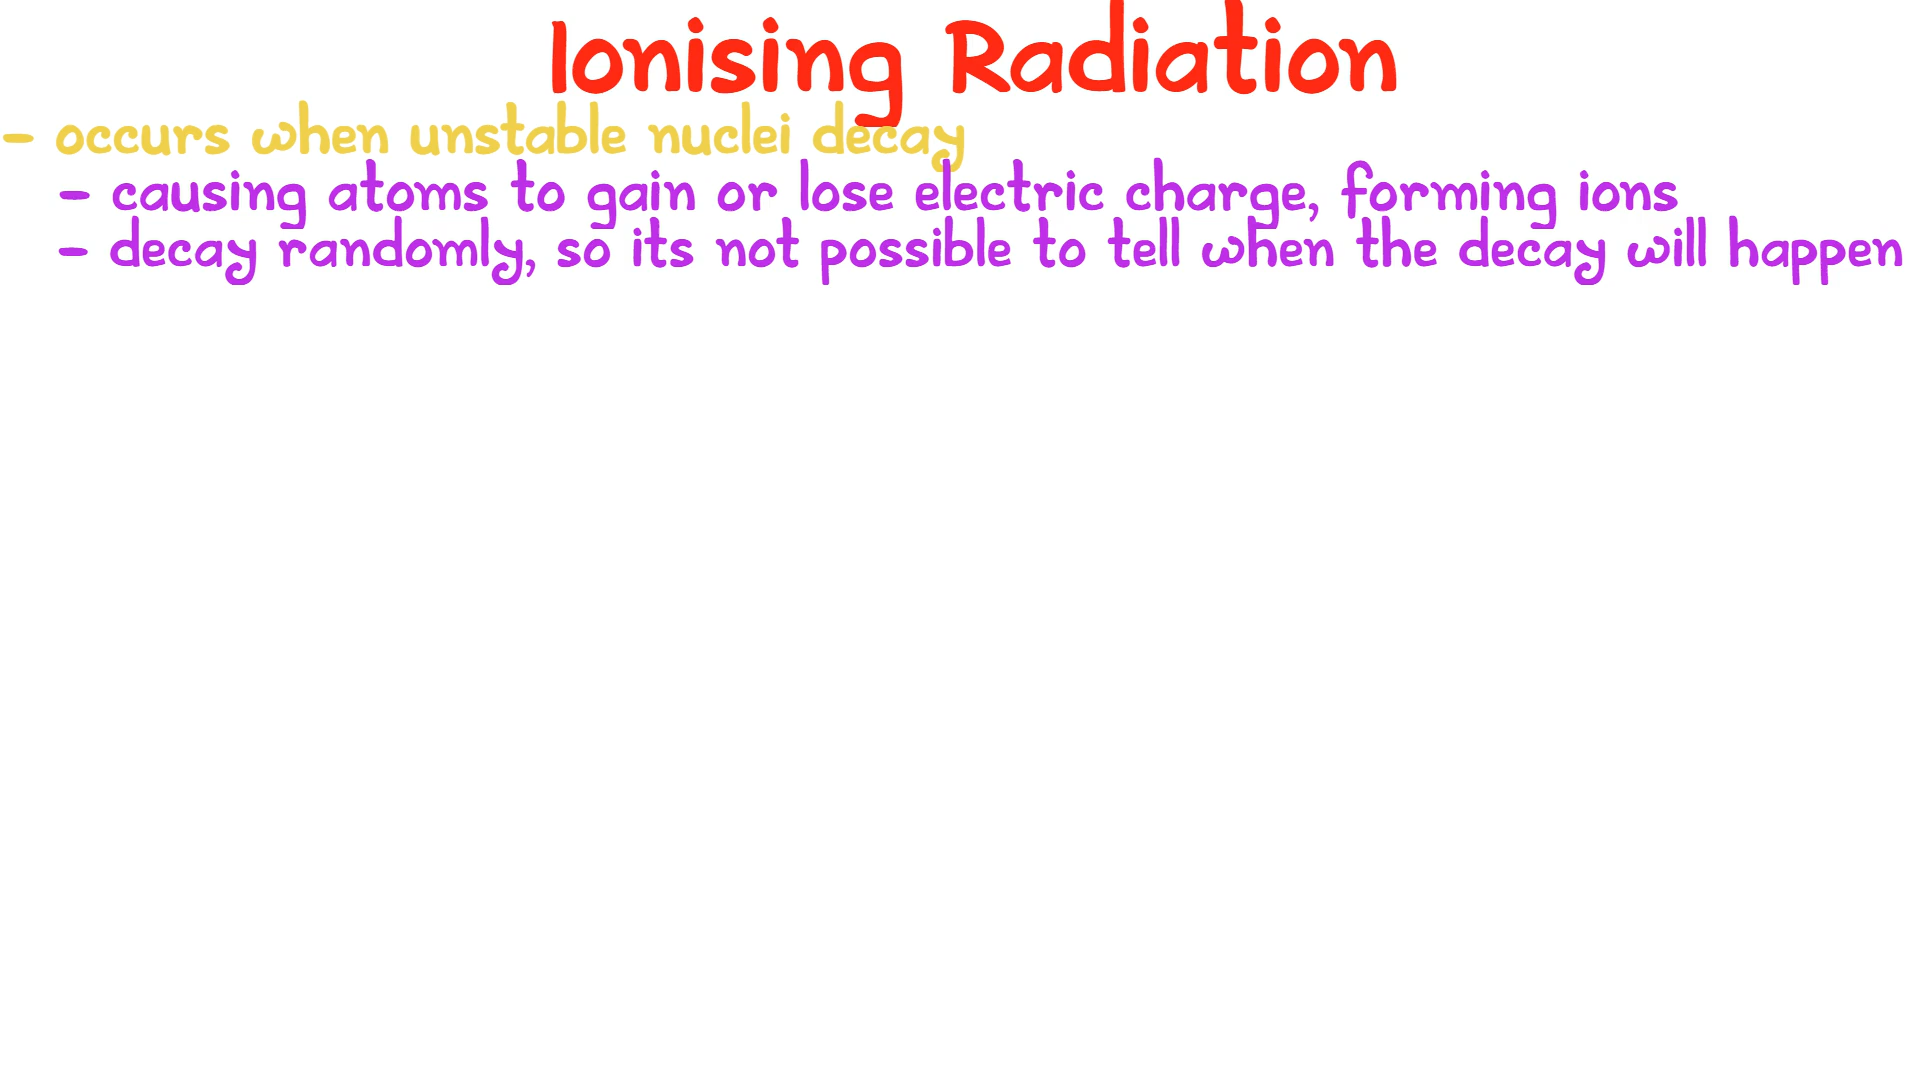 Ionising Radiation
- occurs when unstable nuclei decay
- causing atoms to gain or lose electric charge, forming ions
- decay randomly, so its not possible to tell when the decay will happen